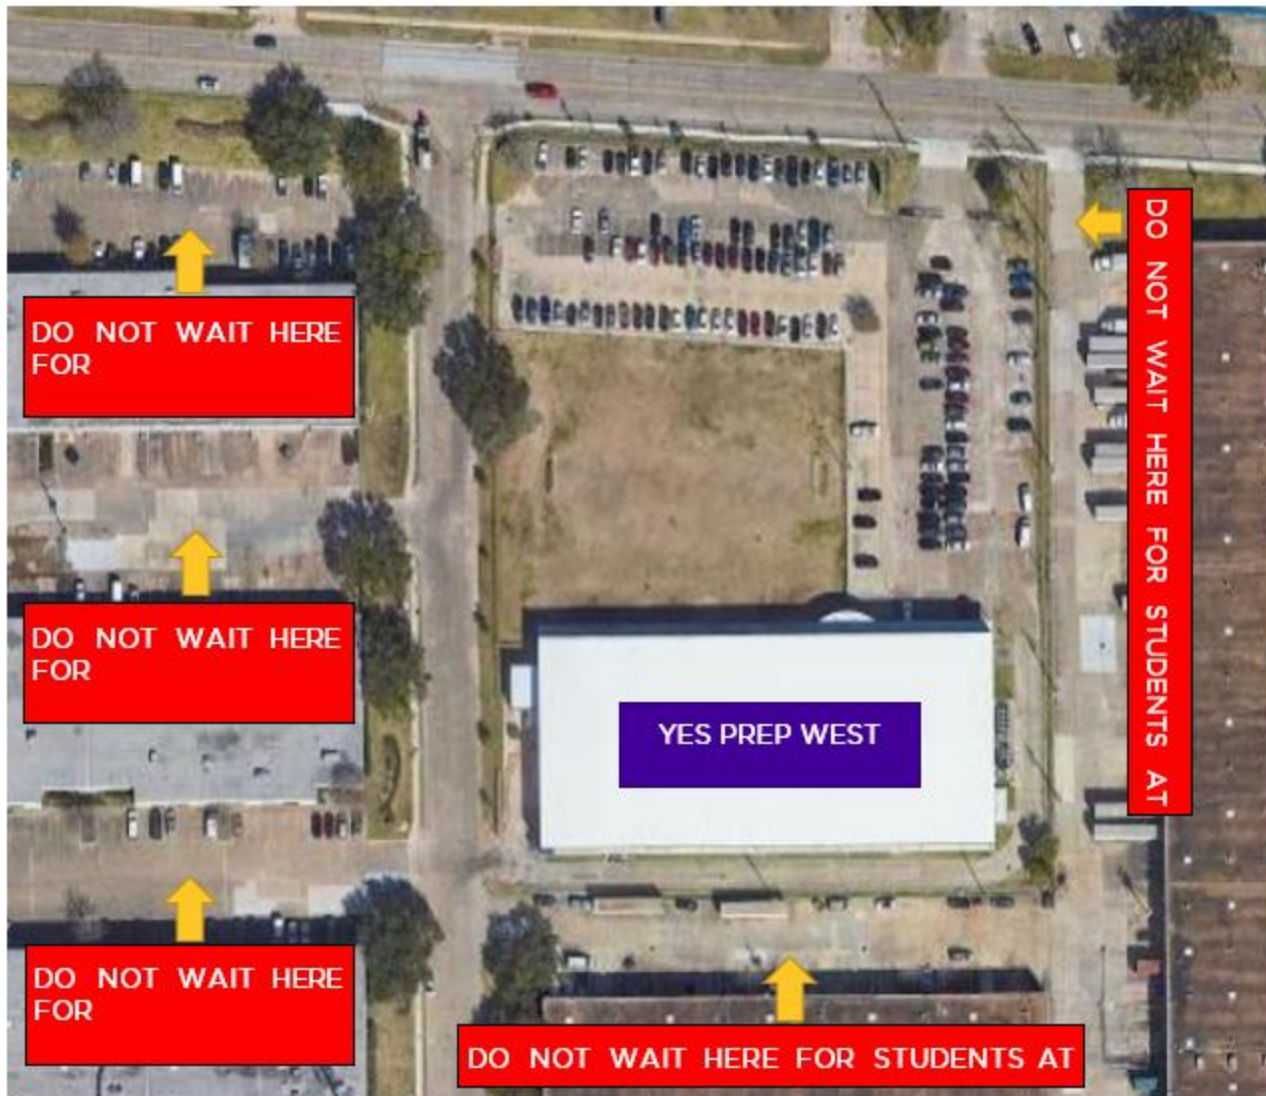 DO NOT WAIT HERE
FOR
DO NOT WAIT HERE FOR STUDENTS AT
DO NOT WAIT HERE
FOR
YES PREP WEST
DO NOT WAIT HERE
FOR
DO NOT WAIT HERE FOR STUDENTS AT